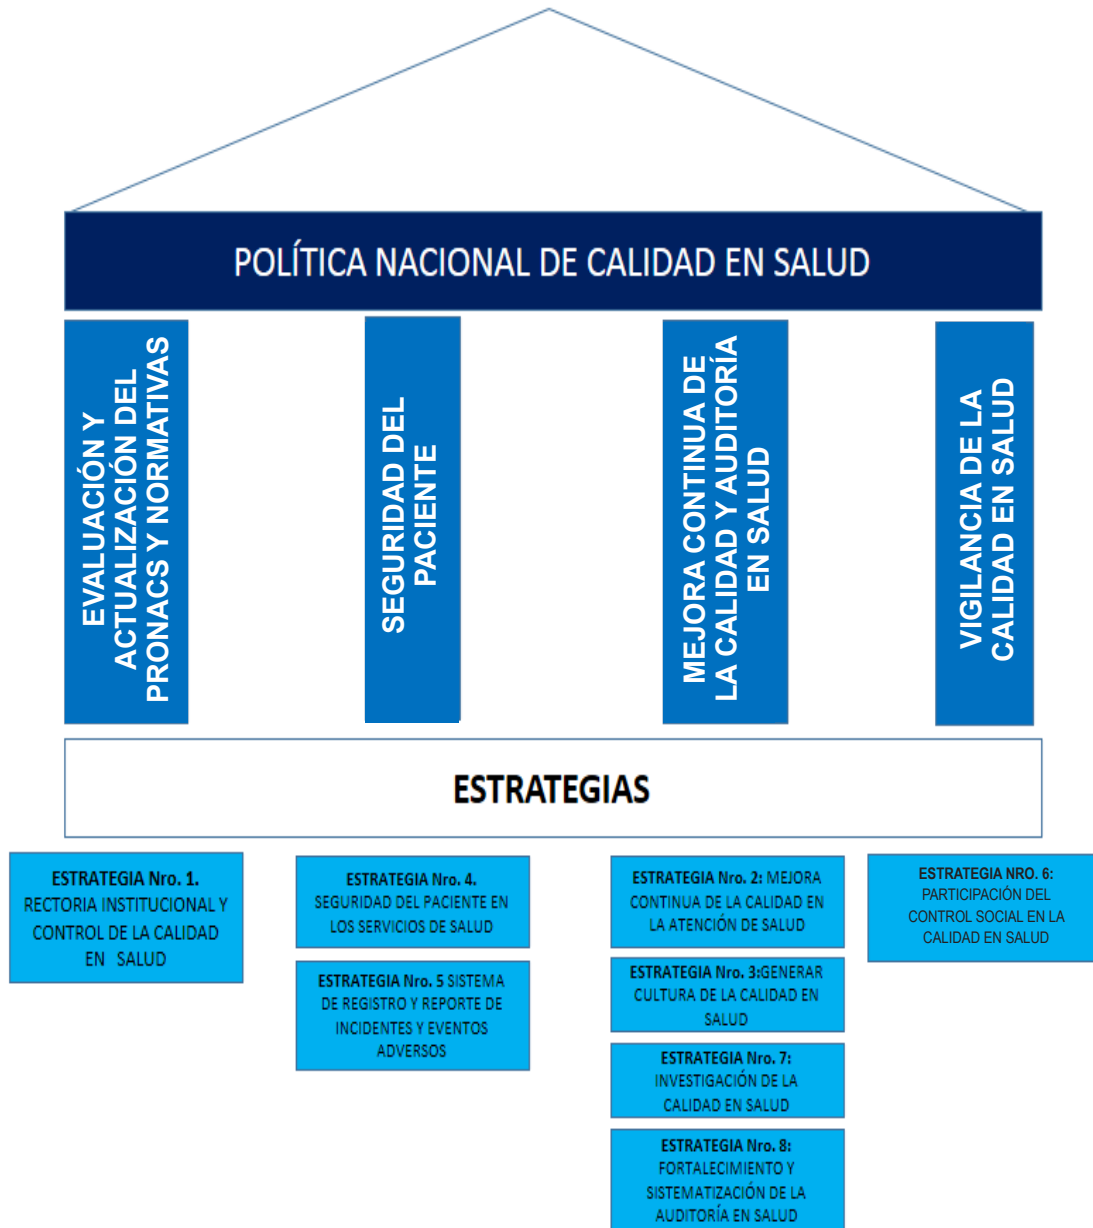 POLÍTICA NACIONAL DE CALIDAD EN SALUD
EVALUACIÓN Y
ACTUALIZACIÓN DEL
PRONACS Y NORMATIVAS
SEGURIDAD DEL
PACIENTE
MEJORA CONTINUA DE
LA CALIDAD Y AUDITORÍA
EN SALUD
VIGILANCIA DE LA
CALIDAD EN SALUD
ESTRATEGIAS
ESTRATEGIA Nro. 1.
RECTORIA INSTITUCIONAL Y
CONTROL DE LA CALIDAD
EN SALUD
ESTRATEGIA Nro. 4.
SEGURIDAD DEL PACIENTE EN
LOS SERVICIOS DE SALUD
ESTRATEGIA Nro. 5 SISTEMA
DE REGISTRO Y REPORTE DE
INCIDENTES Y EVENTOS
ADVERSOS
ESTRATEGIA Nro. 2: MEJORA
CONTINUA DE LA CALIDAD EN
LA ATENCIÓN DE SALUD
ESTRATEGIA Nro. 3:GENERAR
CULTURA DE LA CALIDAD EN
SALUD
ESTRATEGIA Nro. 7:
INVESTIGACIÓN DE LA
CALIDAD EN SALUD
ESTRATEGIA Nro. 8:
FORTALECIMIENTO Y
SISTEMATIZACIÓN DE LA
AUDITORÍA EN SALUD
ESTRATEGIA NRO. 6:
PARTICIPACIÓN DEL
CONTROL SOCIAL EN LA
CALIDAD EN SALUD